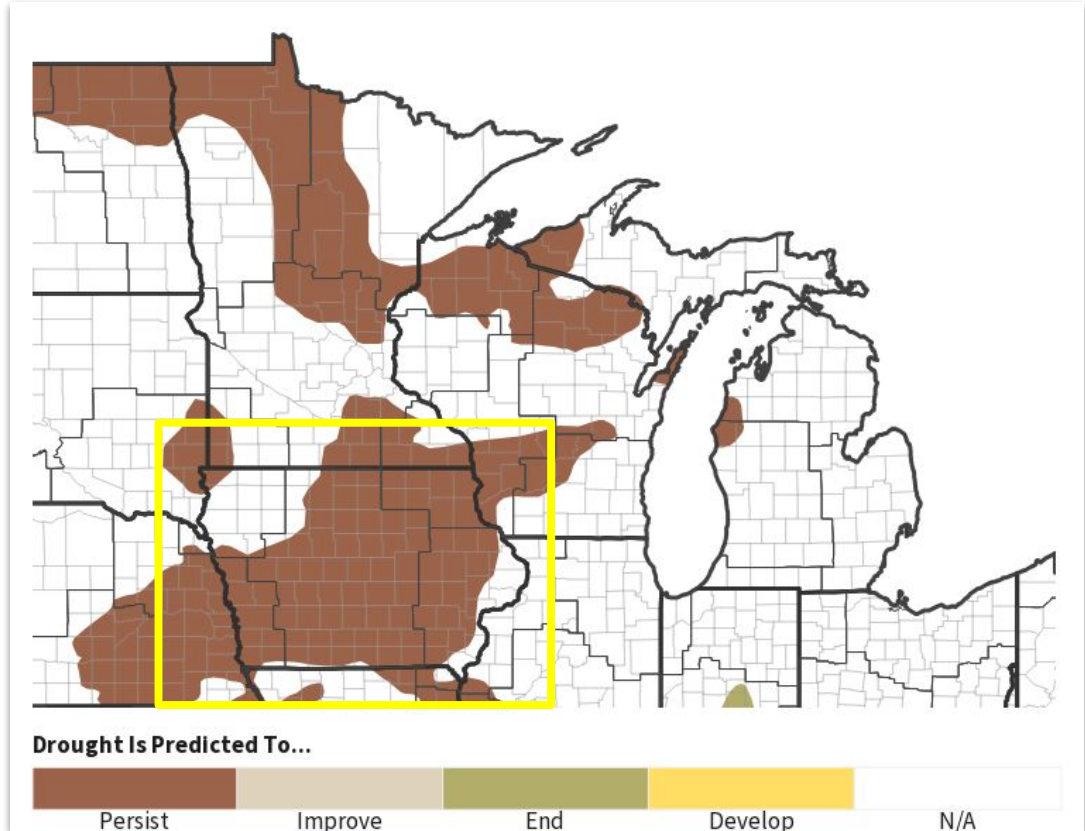 Drought Is Predicted To...
Persist
Improve
End
Develop
N/A